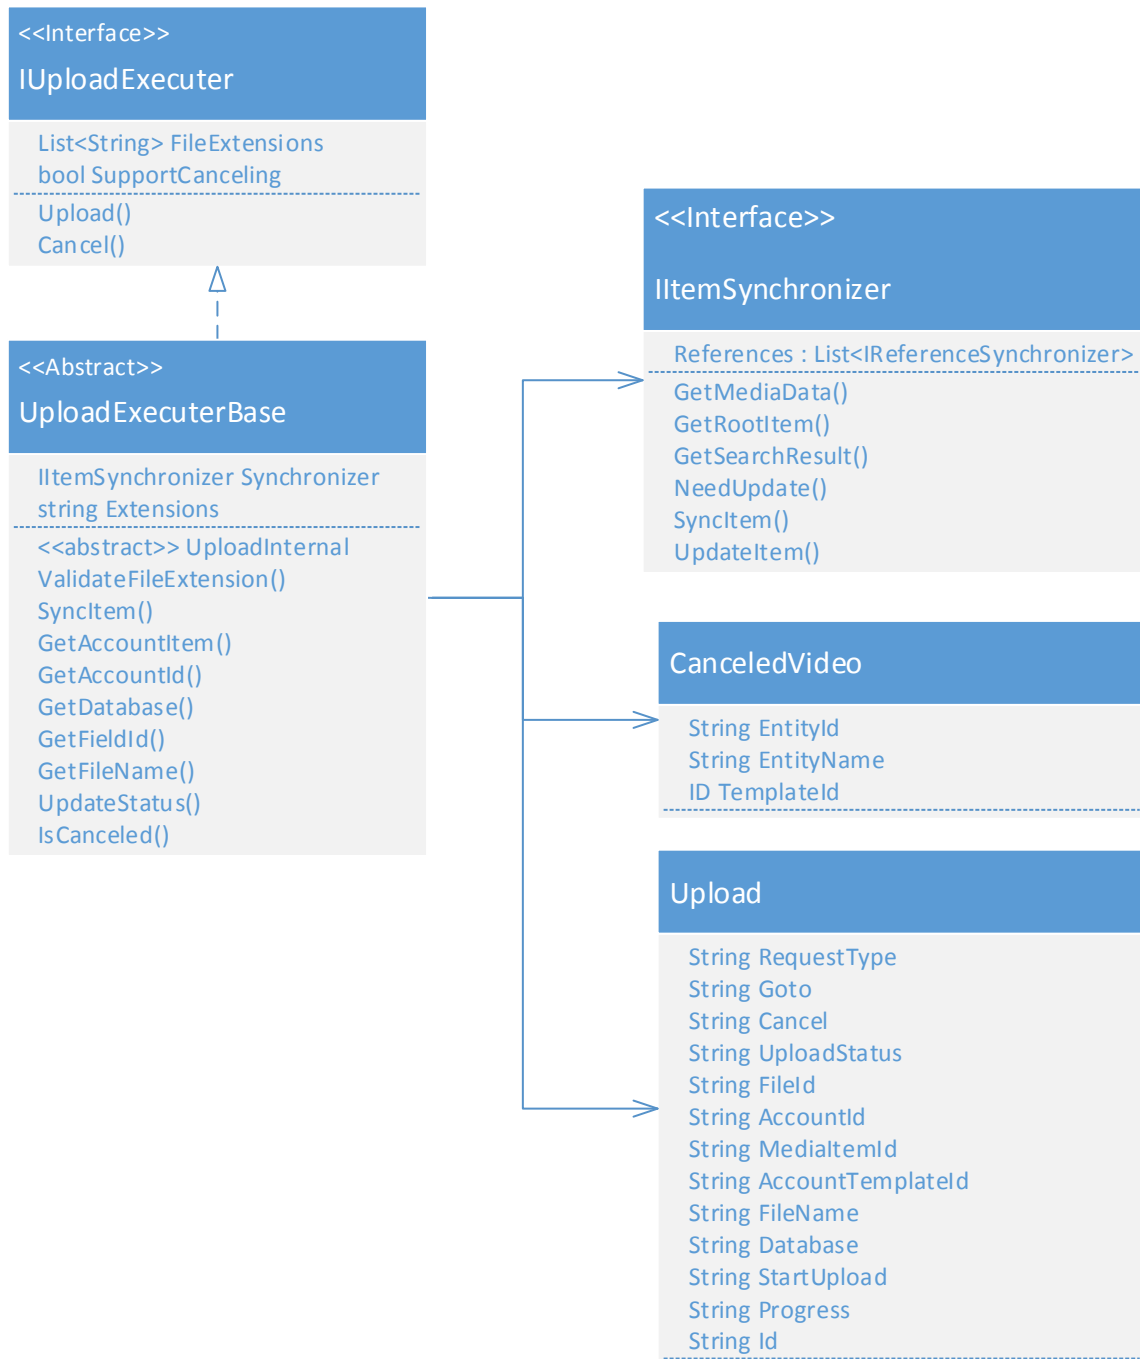 <<Interface>>
IUploadExecuter
List<String> FileExtensions
bool SupportCanceling
Upload()
Cancel()
<<Abstract>>
UploadExecuterBase
IItemSynchronizer Synchronizer
string Extensions
<<abstract>> UploadInternal
ValidateFileExtension()
SyncItem()
GetAccountItem()
GetAccountId()
GetDatabase()
GetFieldId()
GetFileName()
UpdateStatus()
IsCanceled()
<<Interface>>
IItemSynchronizer
References : List<IReferenceSynchronizer>
GetMediaData()
GetRootItem()
GetSearchResult()
NeedUpdate()
SyncItem()
UpdateItem()
CanceledVideo
String EntityId
String EntityName
ID TemplateId
Upload
String RequestType
String Goto
String Cancel
String UploadStatus
String FileId
String AccountId
String MediaItemId
String AccountTemplateId
String FileName
String Database
String StartUpload
String Progress
String Id